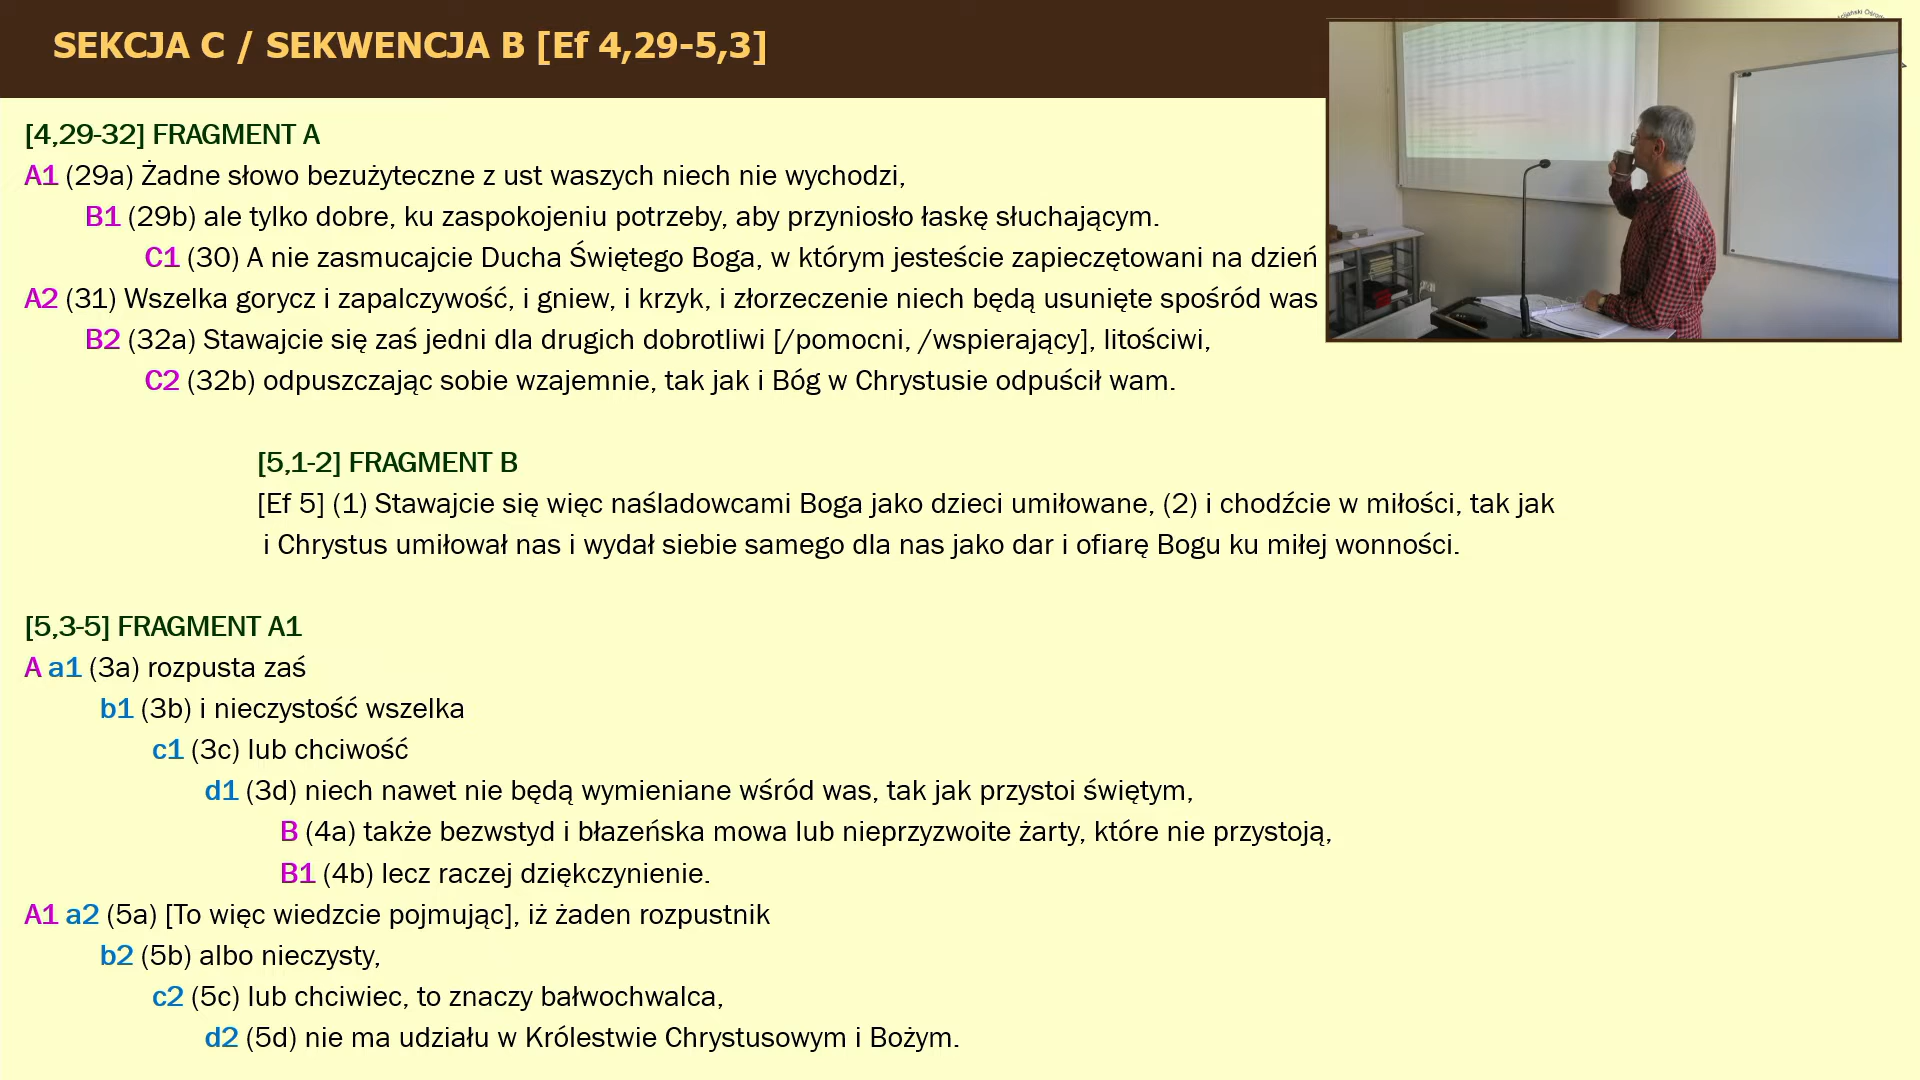 SEKCJA C / SEKWENCJA B [Ef 4,29-5,3]
[4,29-32] FRAGMENT A
A1 (29a) Żadne słowo bezużyteczne z ust waszych niech nie wychodzi,
B1 (29b) ale tylko dobre, ku zaspokojeniu potrzeby, aby przyniosło łaskę słuchającym.
C1 (30) A nie zasmucajcie Ducha Świętego Boga, w którym jesteście zapieczętowani na dzień
A2 (31) Wszelka gorycz i zapalczywość, i gniew, i krzyk, i złorzeczenie niech będą usunięte spośród was
B2 (32a) Stawajcie się zaś jedni dla drugich dobrotliwi [/pomocni, /wspierający], litościwi,
C2 (32b) odpuszczając sobie wzajemnie, tak jak i Bóg w Chrystusie odpuścił wam.
[5,1-2] FRAGMENT B
[Ef 5] (1) Stawajcie się więc naśladowcami Boga jako dzieci umiłowane, (2) i chodźcie w miłości, tak jak
i Chrystus umiłował nas i wydał siebie samego dla nas jako dar i ofiarę Bogu ku miłej wonności.
[5,3-5] FRAGMENT A1
A a1 (3a) rozpusta zaś
b1 (3b) i nieczystość wszelka
c1 (3c) lub chciwość
d1 (3d) niech nawet nie będą wymieniane wśród was, tak jak przystoi świętym,
B (4a) także bezwstyd i błazeńska mowa lub nieprzyzwoite żarty, które nie przystoją,
B1 (4b) lecz raczej dziękczynienie.
A1 a2 (5a) [To więc wiedzcie pojmując], iż żaden rozpustnik
b2 (5b) albo nieczysty,
c2 (5c) lub chciwiec, to znaczy bałwochwalca,
d2 (5d) nie ma udziału w Królestwie Chrystusowym i Bożym.